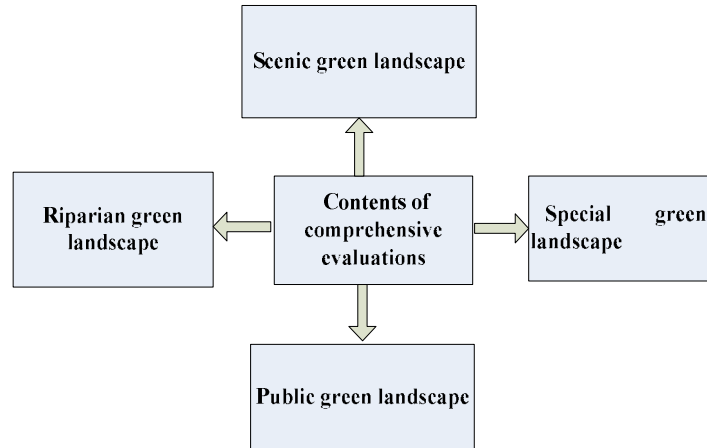 Scenic green landscape
Riparian green
landscape
Contents of
comprehensive
evaluations
Special green
landscape
Public green landscape